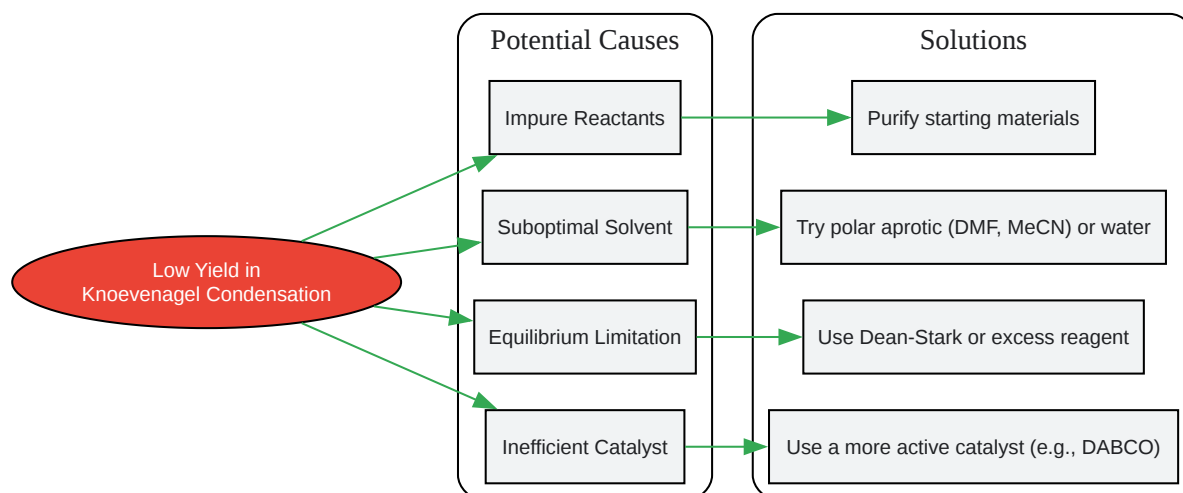 Potential Causes
Solutions
Impure Reactants
Purify starting materials
Suboptimal Solvent
Try polar aprotic (DMF, MeCN) or water
Low Yield in
Knoevenagel Condensation
Equilibrium Limitation
Use Dean-Stark or excess reagent
Inefficient Catalyst
Use a more active catalyst (e.g., DABCO)